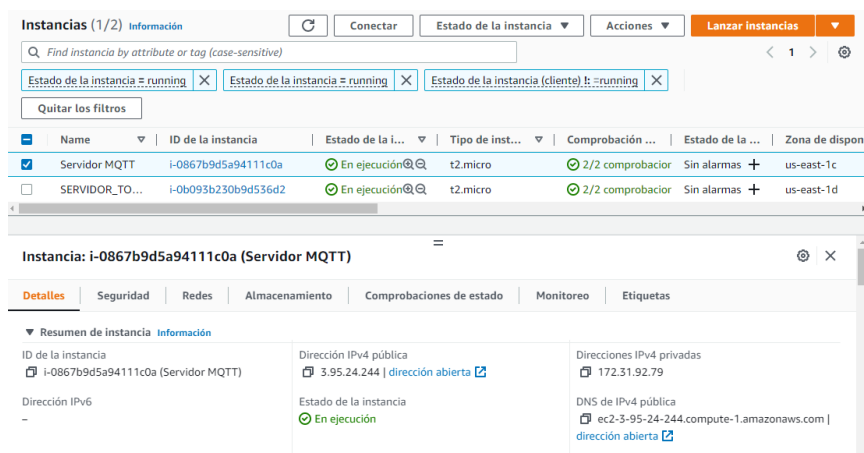 Instancias (1/2) Información Conectar Estado de la instancia ▼ Acciones ▼ Lanzar instancias ▼
Find instance by attribute or tag (case-sensitive) < 1 >
Estado de la instancia = running Estado de la instancia = running Estado de la instancia (cliente) !: =running
Quitar los filtros
Name ID de la instancia Estado de la i... Tipo de inst... Comprobación ... Estado de la ... Zona de dispon
Servidor MQTT i-0867b9d5a94111c0a En ejecución t2.micro 2/2 comprobacior Sin alarmas + us-east-1c
SERVIDOR_TO... i-0b093b230b9d536d2 En ejecución t2.micro 2/2 comprobacior Sin alarmas + us-east-1d
Instancia: i-0867b9d5a94111c0a (Servidor MQTT)
Detalles Seguridad Redes Almacenamiento Comprobaciones de estado Monitoreo Etiquetas
▼ Resumen de instancia Información
ID de la instancia Dirección IPv4 pública Direcciones IPv4 privadas
i-0867b9d5a94111c0a (Servidor MQTT) 3.95.24.244 | dirección abierta 172.31.92.79
Dirección IPv6 Estado de la instancia DNS de IPv4 pública
– En ejecución ec2-3-95-24-244.compute-1.amazonaws.com |
dirección abierta